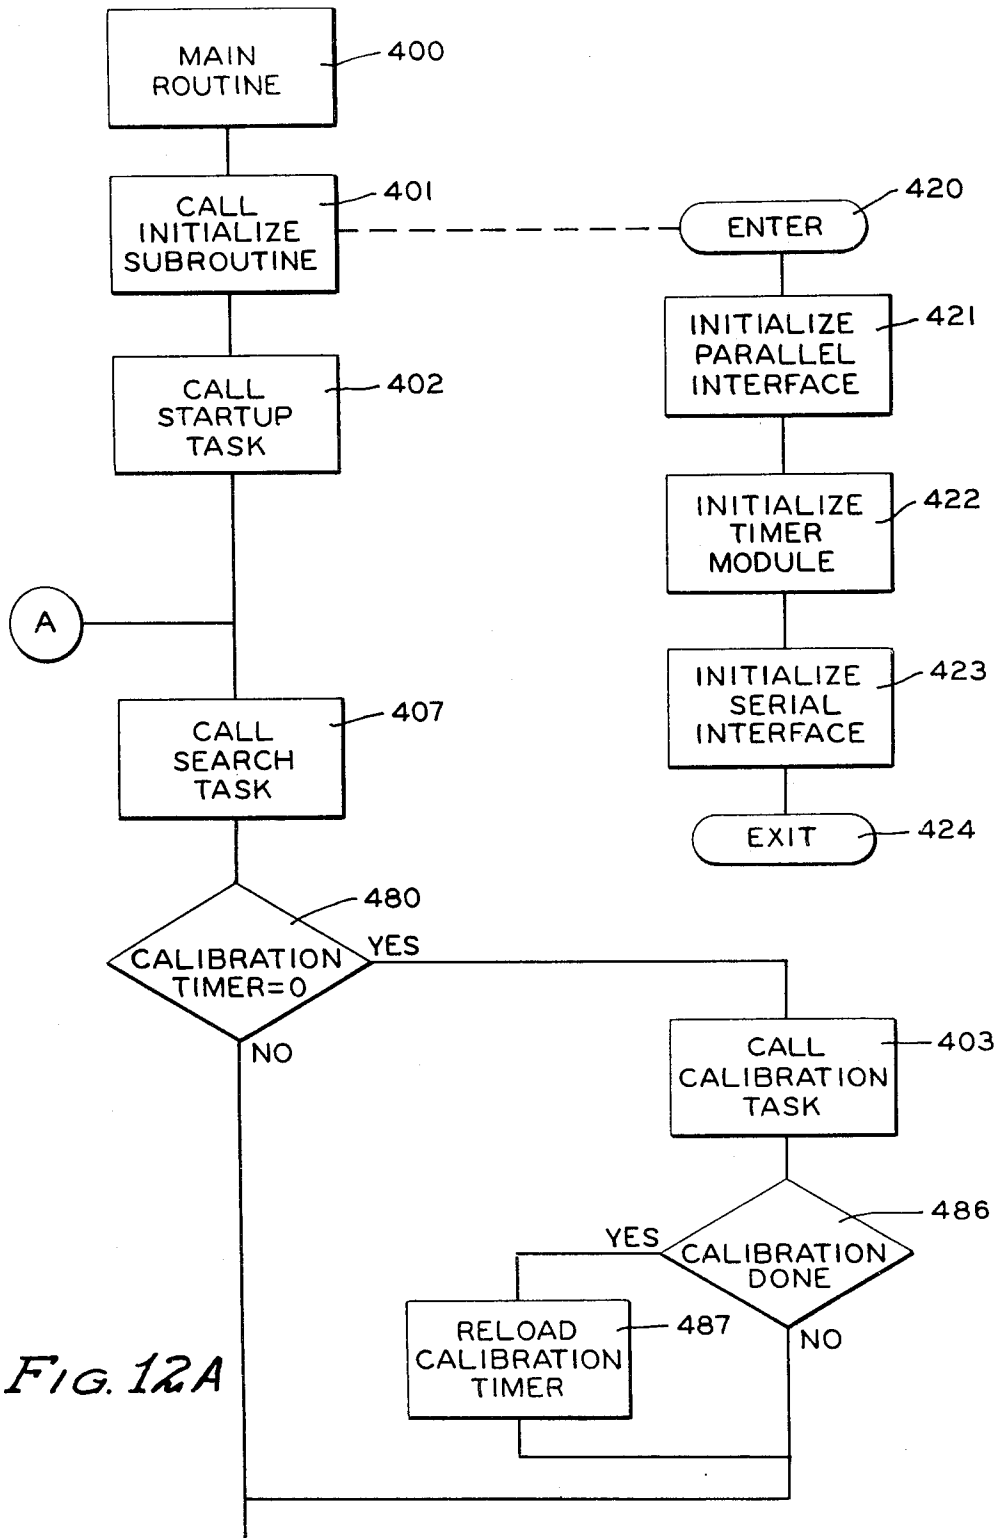 MAIN
ROUTINE
400
CALL
INITIALIZE
SUBROUTINE
401
ENTER
420
INITIALIZE
PARALLEL
INTERFACE
421
CALL
STARTUP
TASK
402
INITIALIZE
TIMER
MODULE
422
A
INITIALIZE
SERIAL
INTERFACE
423
CALL
SEARCH
TASK
407
EXIT
424
CALIBRATION
TIMER=0
480
YES
NO
CALL
CALIBRATION
TASK
403
CALIBRATION
DONE
486
YES
NO
RELOAD
CALIBRATION
TIMER
487
FIG. 12A